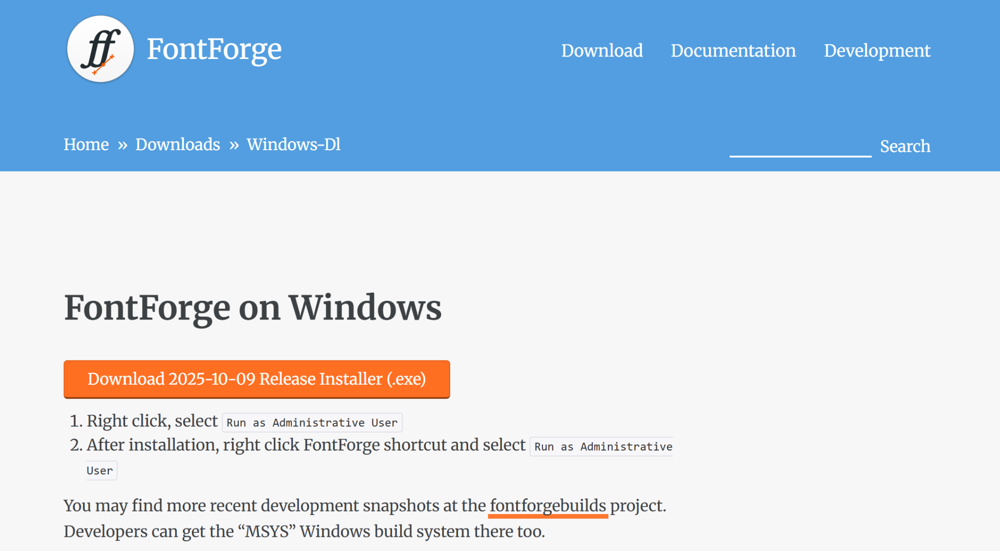 ff FontForge
Download Documentation Development
Home » Downloads » Windows-Dl
Search
FontForge on Windows
Download 2025-10-09 Release Installer (.exe)
1. Right click, select Run as Administrative User
2. After installation, right click FontForge shortcut and select Run as Administrative
User
You may find more recent development snapshots at the fontforgebuilds project.
Developers can get the “MSYS” Windows build system there too.